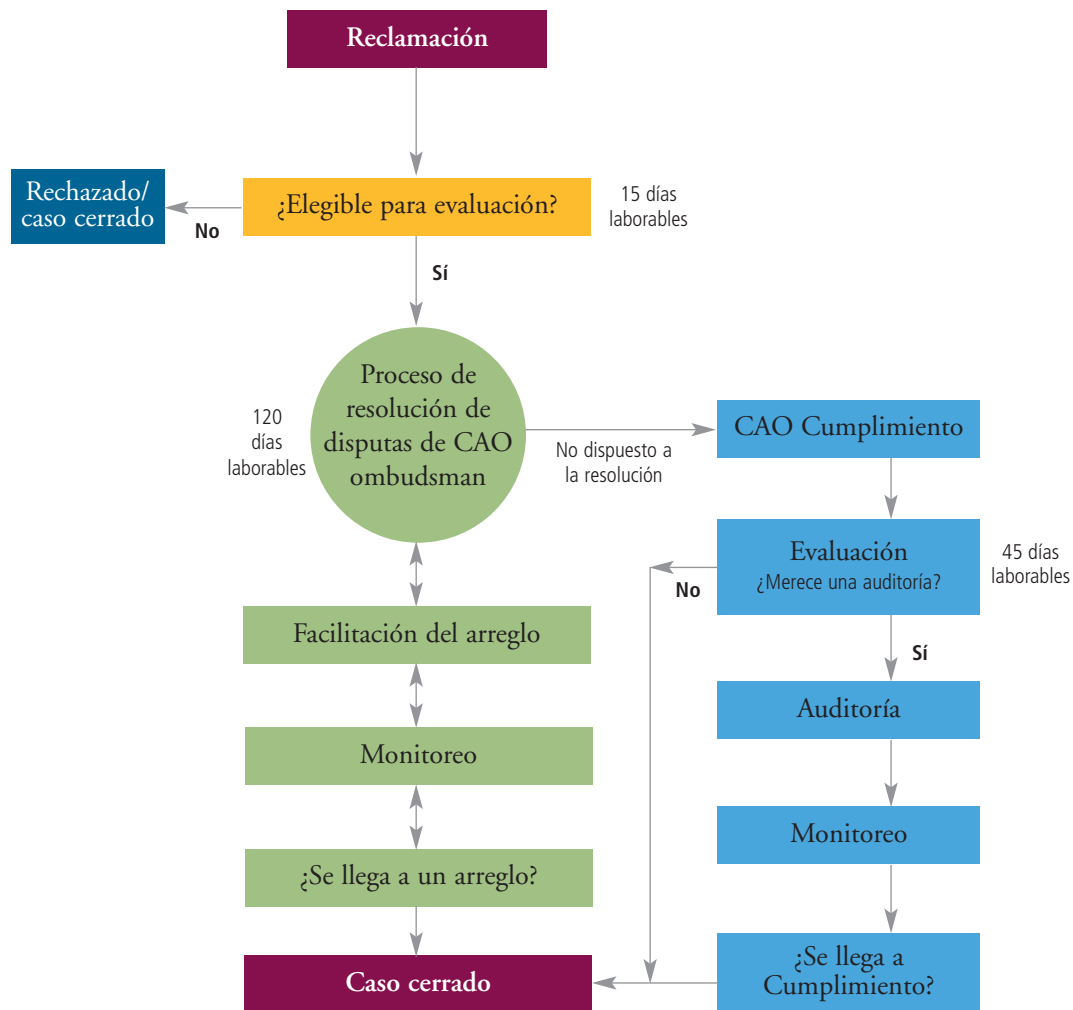 Reclamación
Rechazado/
caso cerrado
No
¿Elegible para evaluación?
15 días
laborables
Sí
120
días
laborables
Proceso de
resolución de
disputas de CAO
ombudsman
No dispuesto a
la resolución
CAO Cumplimiento
Evaluación
¿Merece una auditoría?
45 días
laborables
No
Sí
Facilitación del arreglo
Auditoría
Monitoreo
Monitoreo
¿Se llega a un arreglo?
¿Se llega a
Cumplimiento?
Caso cerrado